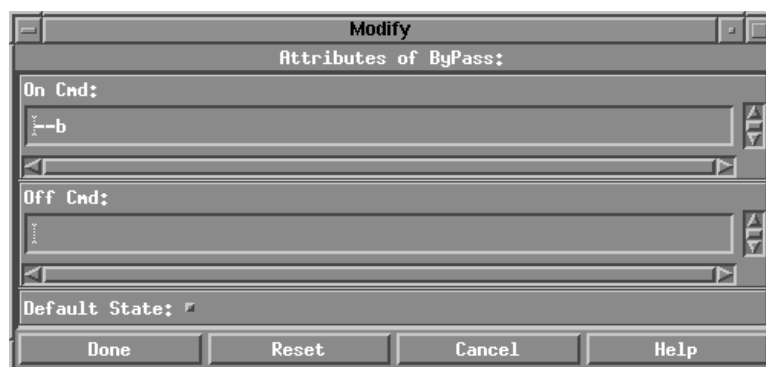 Modify
Attributes of ByPass:
On Cmd:
--b
Off Cmd:
Default State:
Done Reset Cancel Help